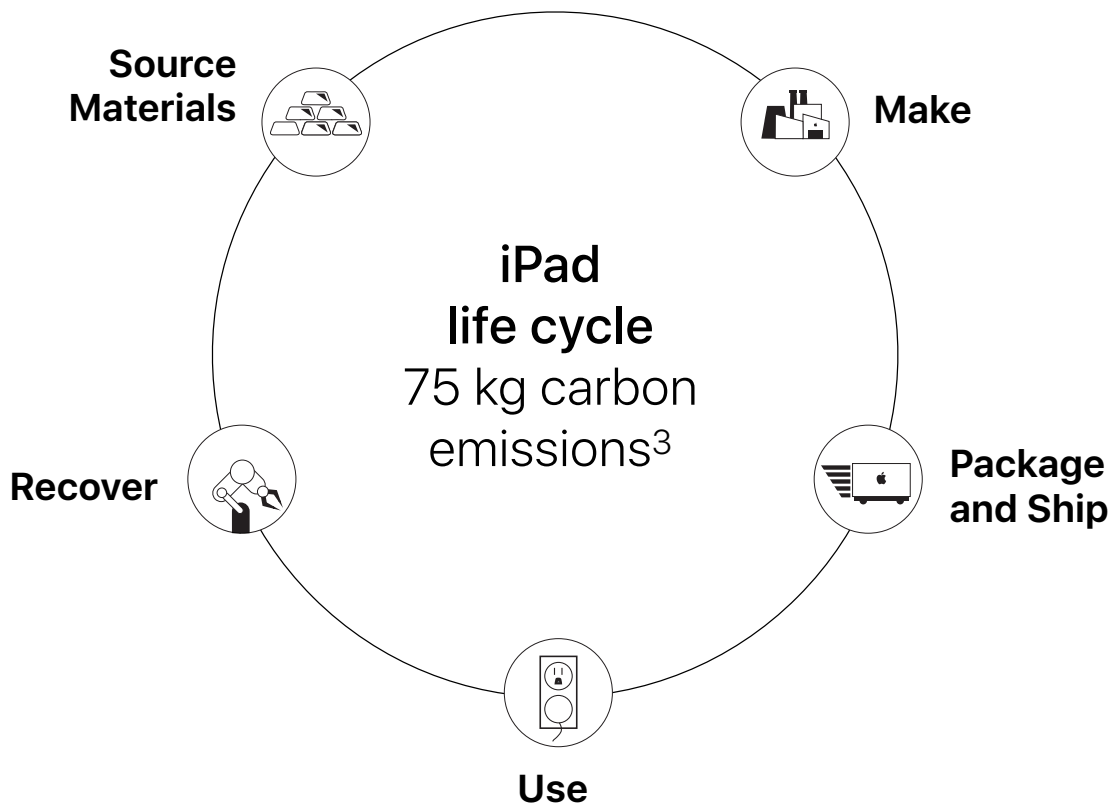 Source
Materials
Make
iPad
life cycle
75 kg carbon
emissions³
Recover
Package
and Ship
Use